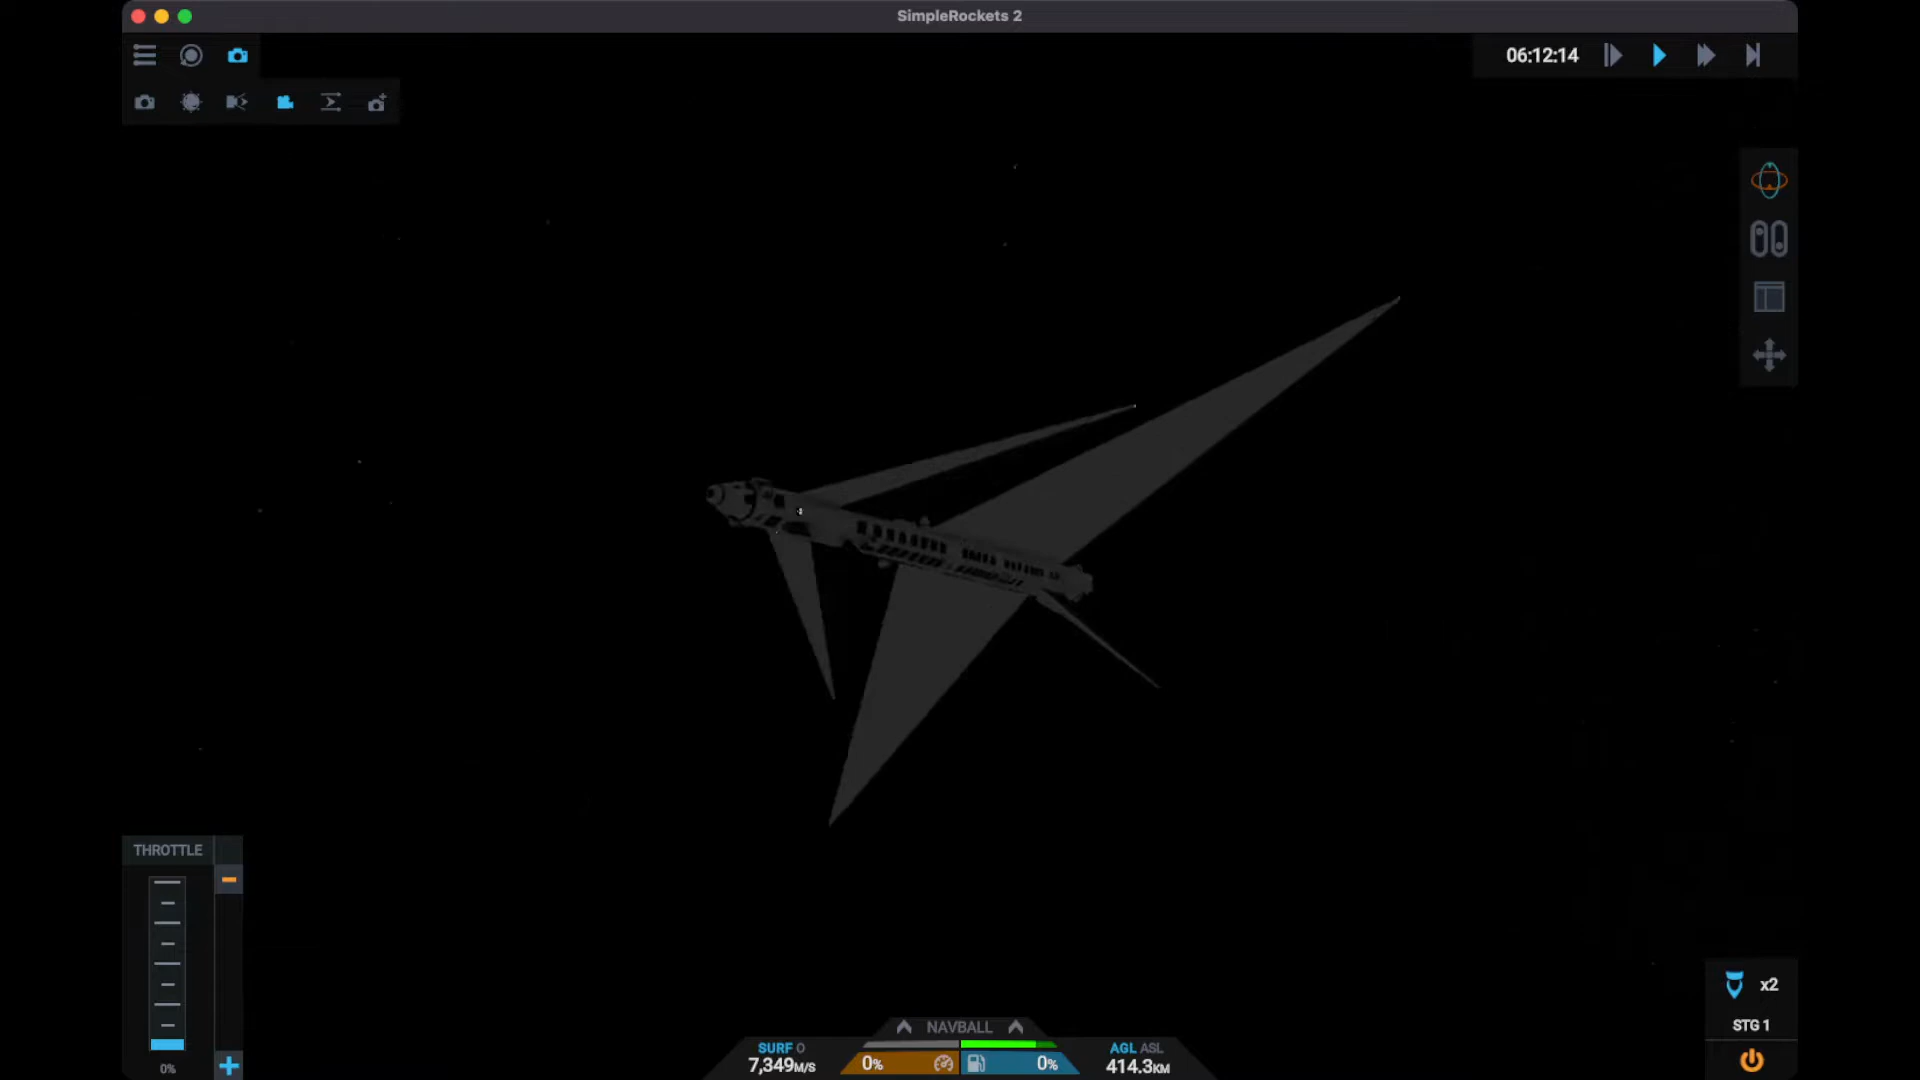 SimpleRockets 2
06:12:14
THROTTLE
0%
x2
STG 1
NAVBALL
SURF O
7,349M/S
0%
0%
AGL ASL
414.3KM